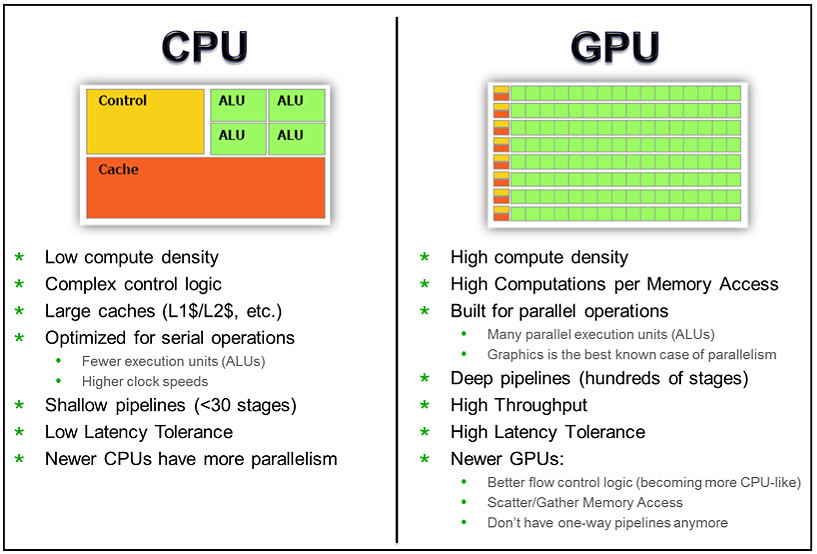 CPU
Control
ALU
ALU
ALU
ALU
Cache
* Low compute density
* Complex control logic
* Large caches (L1$/L2$, etc.)
* Optimized for serial operations
• Fewer execution units (ALUs)
• Higher clock speeds
* Shallow pipelines (<30 stages)
* Low Latency Tolerance
* Newer CPUs have more parallelism
GPU
* High compute density
* High Computations per Memory Access
* Built for parallel operations
• Many parallel execution units (ALUs)
• Graphics is the best known case of parallelism
* Deep pipelines (hundreds of stages)
* High Throughput
* High Latency Tolerance
* Newer GPUs:
• Better flow control logic (becoming more CPU-like)
• Scatter/Gather Memory Access
• Don't have one-way pipelines anymore